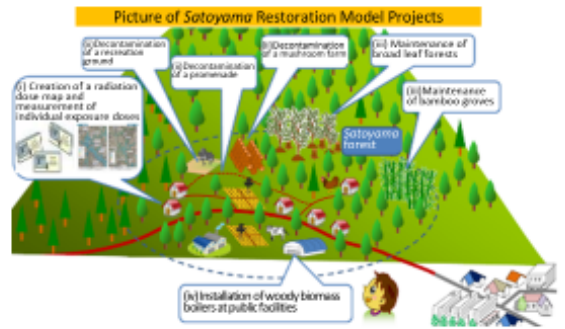 Picture of Satoyama Restoration Model Projects
(ii)Decontamination
of a recreation
ground
(ii)Decontamination
of a promenade
(ii)Decontamination
of a mushroom farm
(iii) Maintenance of
broad leaf forests
(iii)Maintenance
of bamboo groves
(i) Creation of a radiation
dose map and
measurement of
individual exposure doses
Satoyama
forest
(iv)Installation of woody biomass
boilers at public facilities